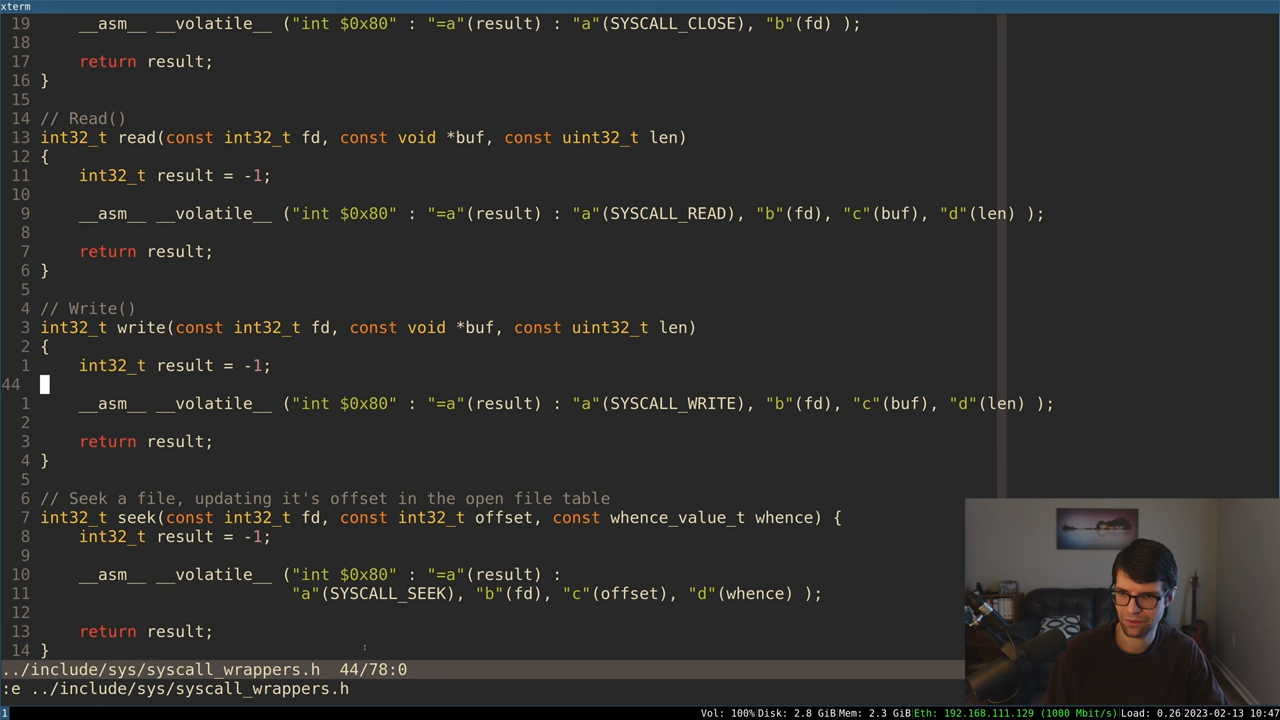 xterm
19     __asm__ __volatile__ ("int $0x80" : "=a"(result) : "a"(SYSCALL_CLOSE), "b"(fd) );
18
17     return result;
16 }
15
14 // Read()
13 int32_t read(const int32_t fd, const void *buf, const uint32_t len)
12 {
11     int32_t result = -1;
10
9     __asm__ __volatile__ ("int $0x80" : "=a"(result) : "a"(SYSCALL_READ), "b"(fd), "c"(buf), "d"(len) );
8
7     return result;
6 }
5
4 // Write()
3 int32_t write(const int32_t fd, const void *buf, const uint32_t len)
2 {
1     int32_t result = -1;
44
1     __asm__ __volatile__ ("int $0x80" : "=a"(result) : "a"(SYSCALL_WRITE), "b"(fd), "c"(buf), "d"(len) );
2
3     return result;
4 }
5
6 // Seek a file, updating it's offset in the open file table
7 int32_t seek(const int32_t fd, const int32_t offset, const whence_value_t whence) {
8     int32_t result = -1;
9
10     __asm__ __volatile__ ("int $0x80" : "=a"(result) :
11                           "a"(SYSCALL_SEEK), "b"(fd), "c"(offset), "d"(whence) );
12
13     return result;
14 }
../include/sys/syscall_wrappers.h  44/78:0
:e ../include/sys/syscall_wrappers.h
1 Vol: 100% Disk: 2.8 GiB Mem: 2.3 GiB Eth: 192.168.111.129 (1000 Mbit/s) Load: 0.26 2023-02-13 10:47